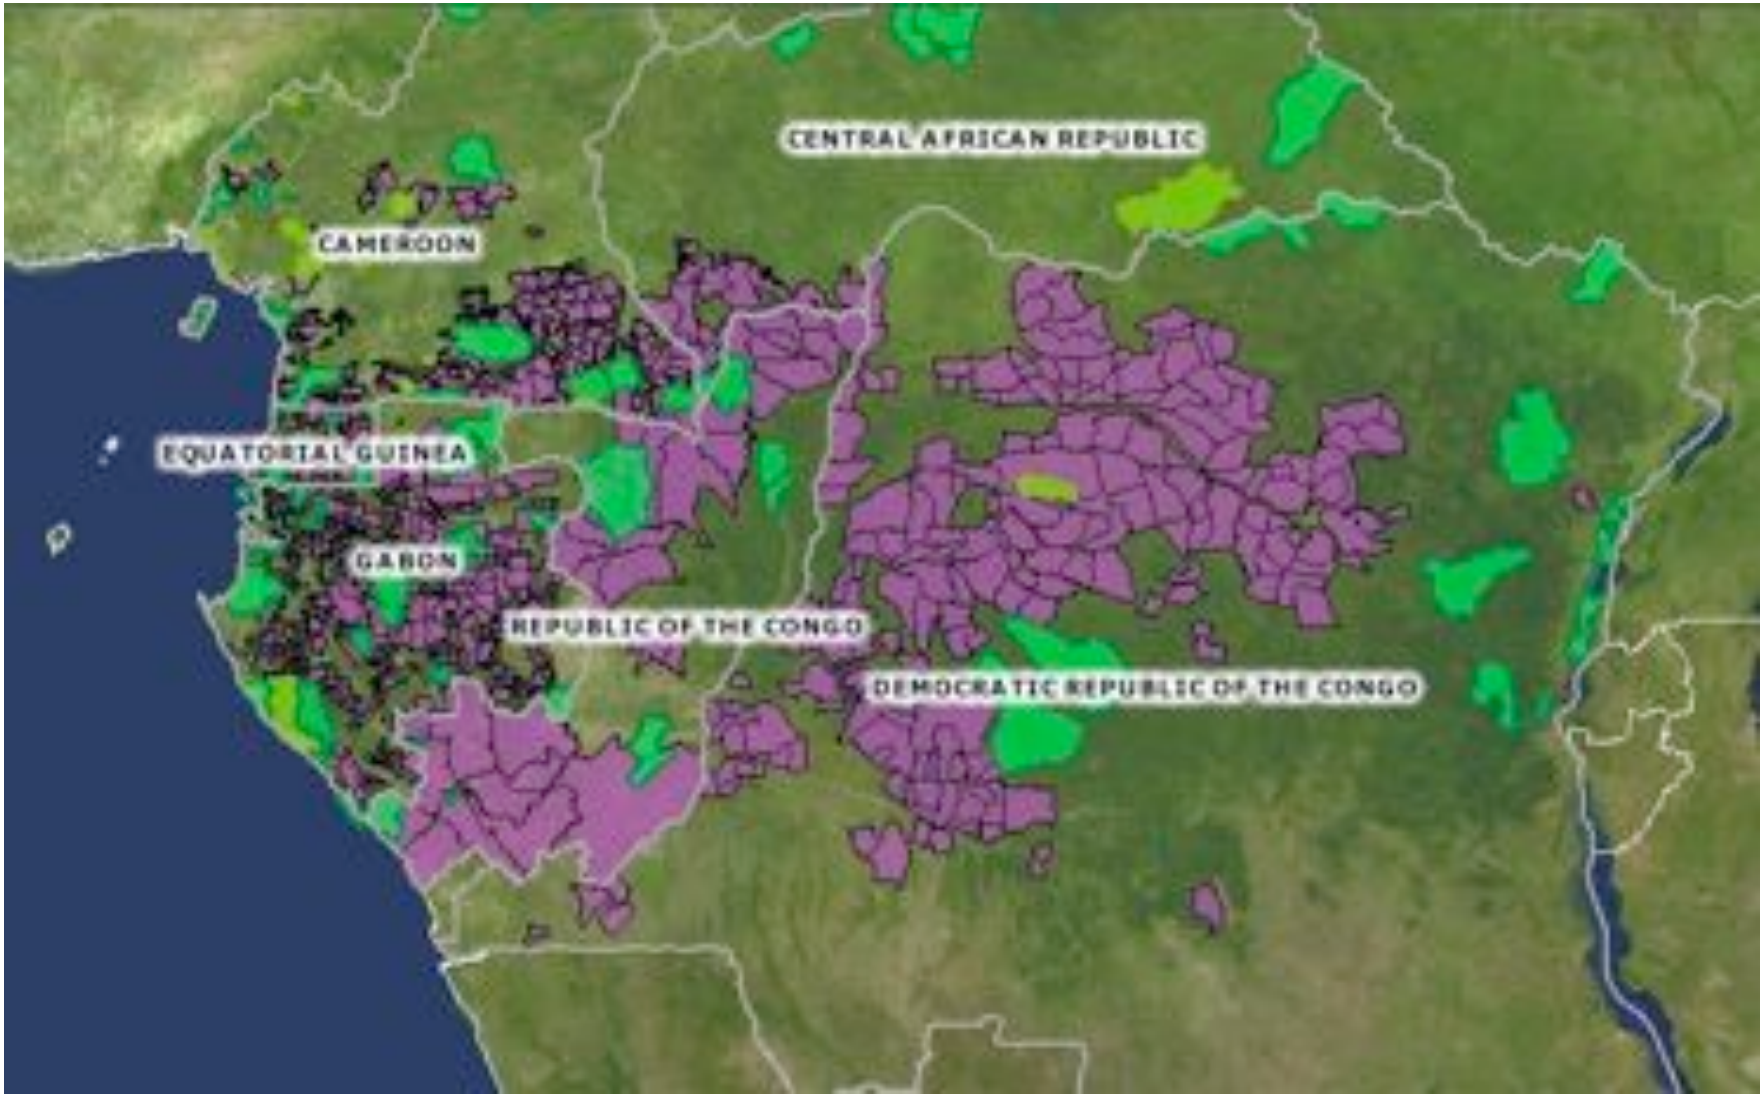 CENTRAL AFRICAN REPUBLIC
CAMEROON
EQUATORIAL GUINEA
GABON
REPUBLIC OF THE CONGO
DEMOCRATIC REPUBLIC OF THE CONGO